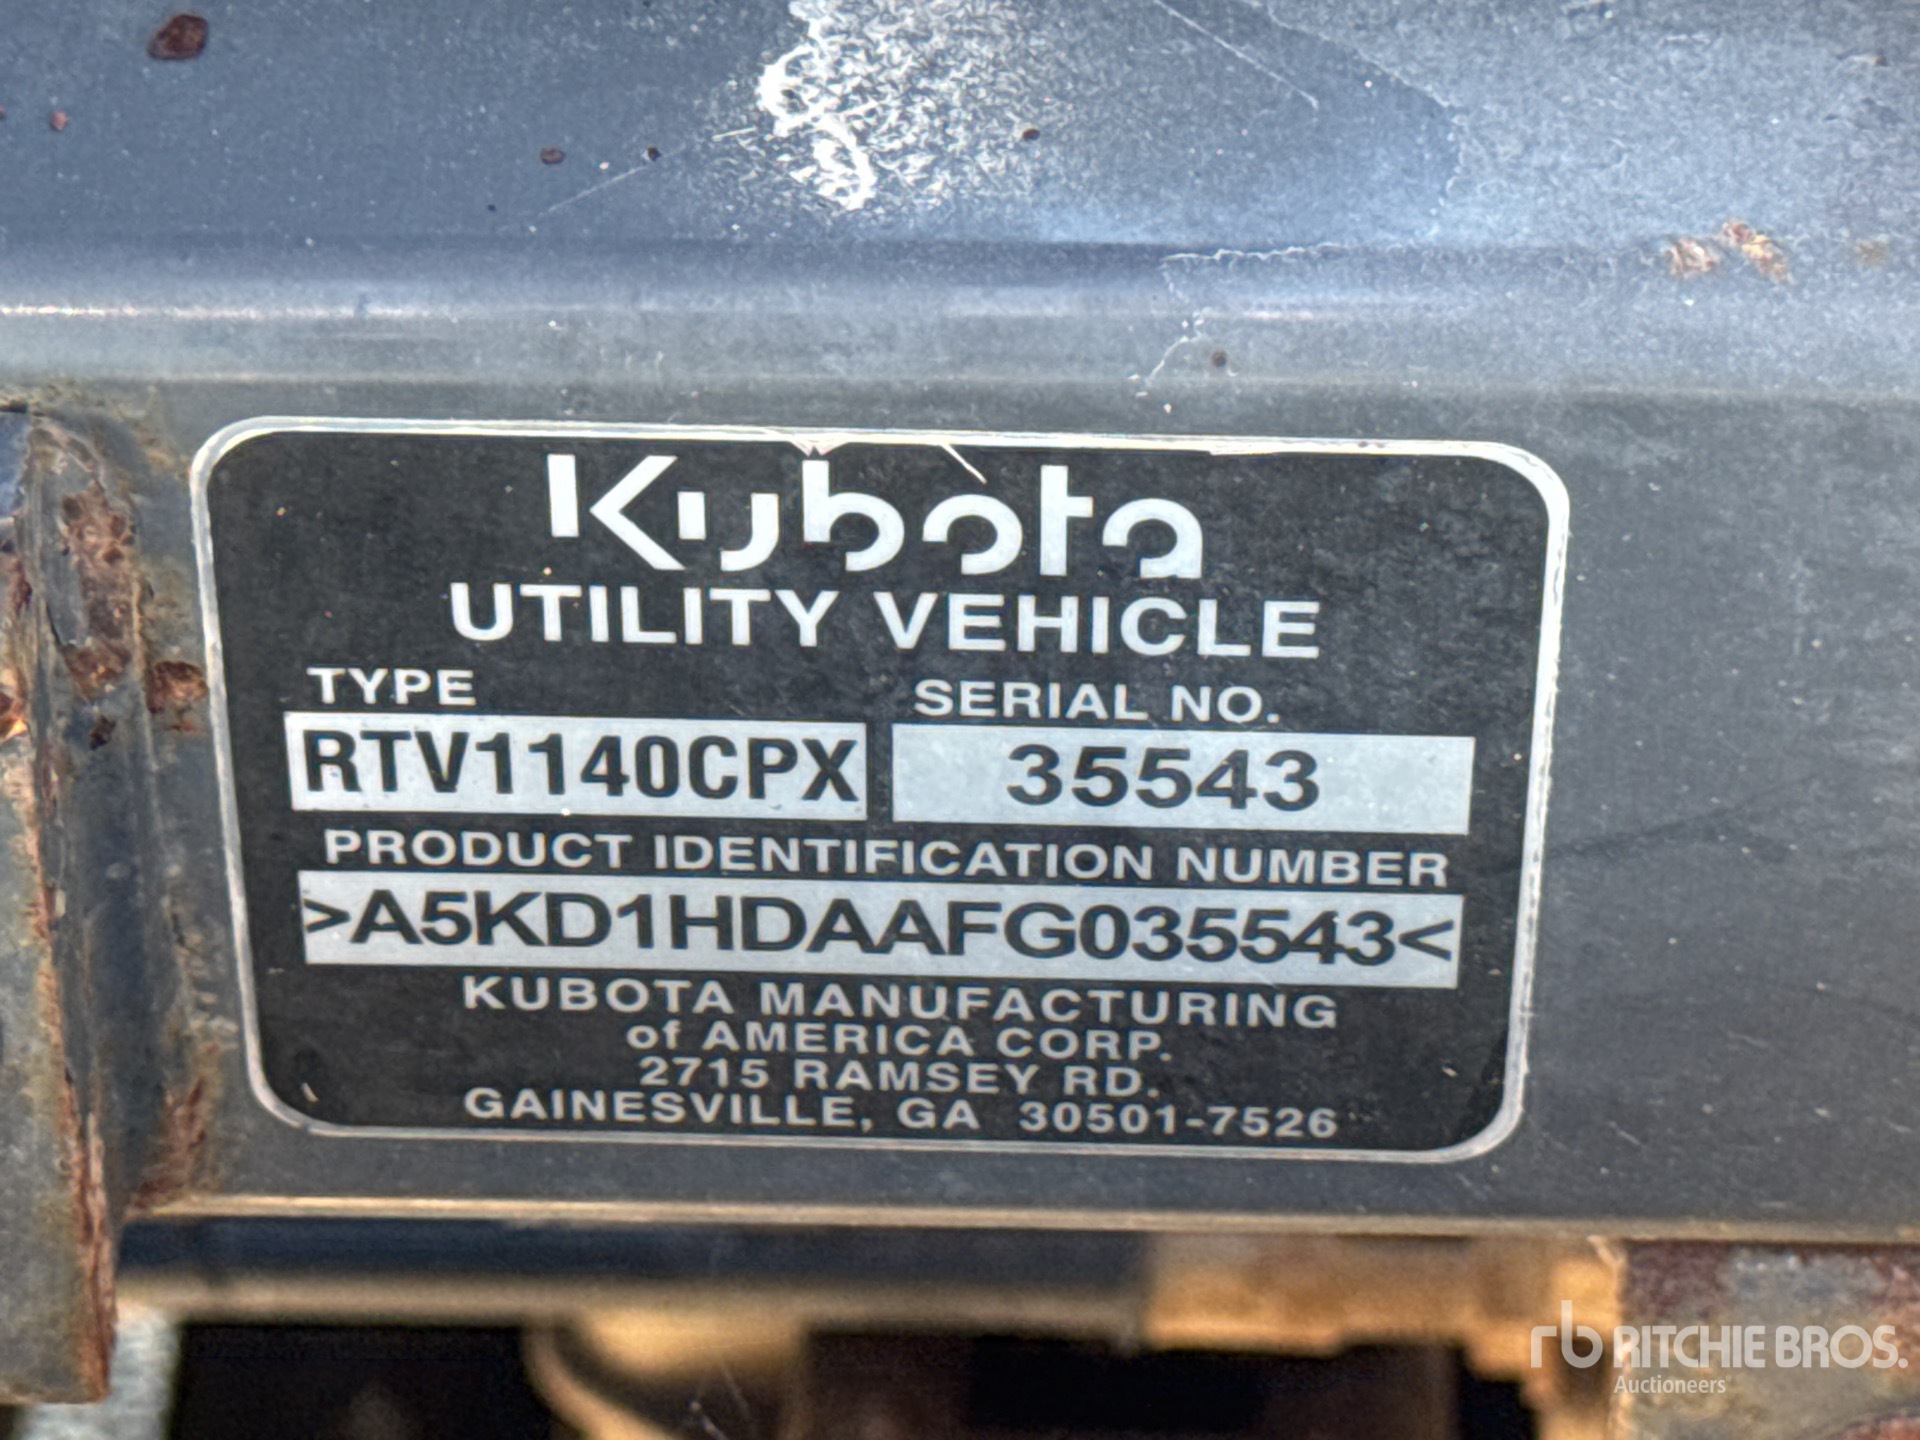 Kubota
UTILITY VEHICLE
TYPE SERIAL NO.
RTV1140CPX 35543
PRODUCT IDENTIFICATION NUMBER
>A5KD1HDAAFG035543<
KUBOTA MANUFACTURING
of AMERICA CORP.
2715 RAMSEY RD.
GAINESVILLE, GA 30501-7526
rb RITCHIE BROS.
Auctioneers